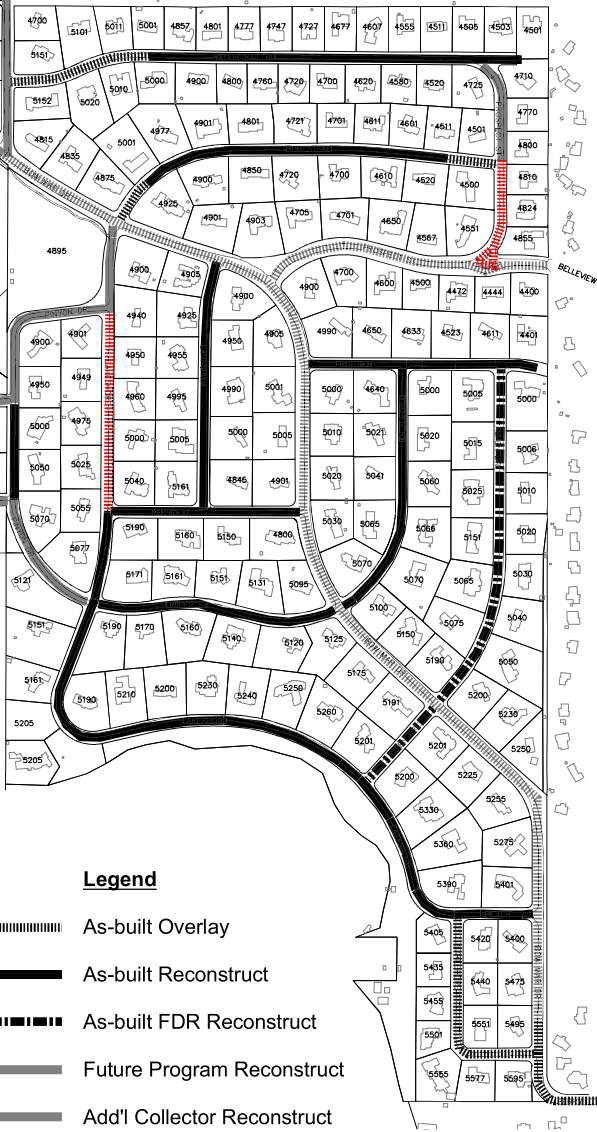 4700 5101 5011 5001 4857 4801 4777 4747 4727 4677 4607 4555 4511 4505 4503 4501
5151
5152 5020 5010 5000 4900 4800 4760 4720 4700 4620 4580 4520 4725 4710
4770
4815 4835 4875 5001 4977 4901 4801 4721 4701 4611 4601 4511 4501 4800
4925 4900 4850 4720 4700 4610 4520 4500 4810
4824
4901 4903 4705 4701 4650 4567 4551 4855
4895
BELLEVIEW
4900 4905 4900 4900 4700 4600 4500 4472 4444 4400
PINYON DR
4940 4925 4905 4990 4650 4633 4523 4611 4401
4900 4901 4950 4955 4950
4950 4949 4960 4995 4990 5001 5000 4640 5000 5005 5000
5000 4975 5000 5005 5000 5005 5010 5021 5020 5015 5006
5050 5025 5040 5161 4845 4901 5020 5041 5060 5025 5010
5070 5055 5190 5160 5150 4800 5030 5065 5066 5151 5020
5077
5121 5171 5161 5151 5131 5095 5070 5070 5065 5030
5151 5190 5170 5160 5140 5120 5125 5100 5150 5075 5040
5161 5190 5210 5200 5230 5240 5250 5175 5190 5050
5205 5260 5191 5200 5230
5205 5201 5201 5250
5200 5225
5330 5255
5360 5275
5390 5401
Legend
As-built Overlay
As-built Reconstruct
As-built FDR Reconstruct
Future Program Reconstruct
Add'l Collector Reconstruct
5405 5420 5400
5435 5440 5475
5455
5501 5551 5495
5555 5577 5595